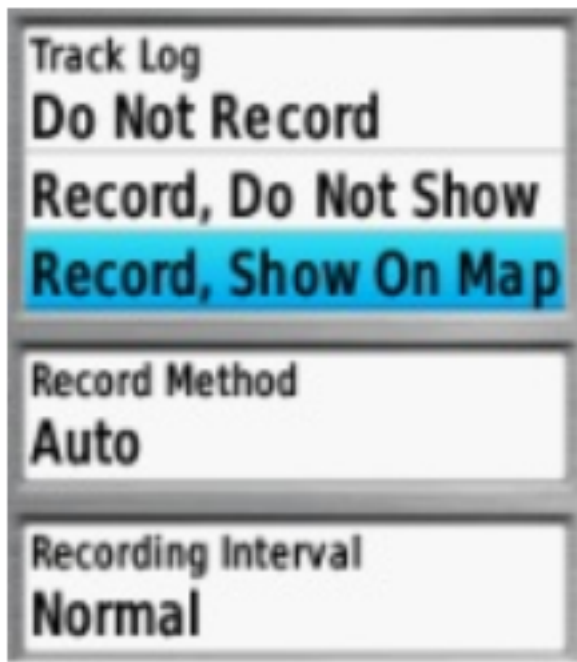 Track Log
Do Not Record
Record, Do Not Show
Record, Show On Map
Record Method
Auto
Recording Interval
Normal